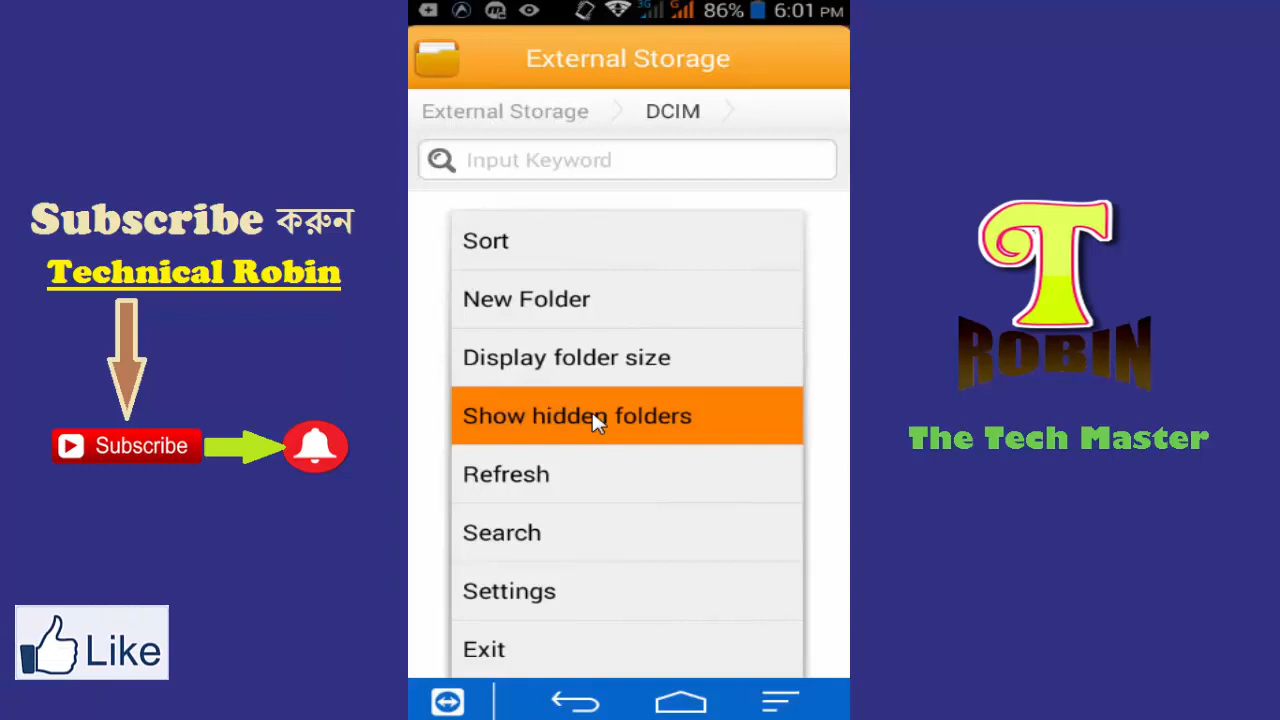 3G G 86% 6:01 PM
External Storage
External Storage DCIM
Input Keyword
Sort
New Folder
Display folder size
Show hidden folders
Refresh
Search
Settings
Exit
Subscribe করুন
Technical Robin
Subscribe
Like
T
ROBIN
The Tech Master